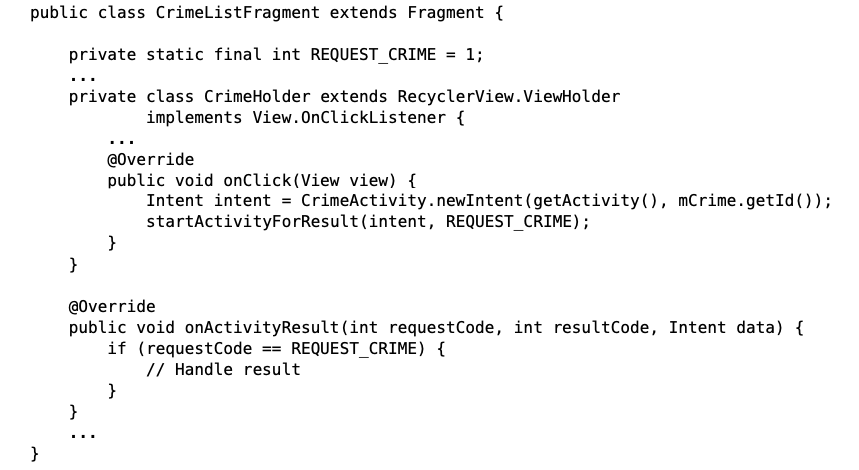 public class CrimeListFragment extends Fragment {
    private static final int REQUEST_CRIME = 1;
    ...
    private class CrimeHolder extends RecyclerView.ViewHolder
            implements View.OnClickListener {
        ...
        @Override
        public void onClick(View view) {
            Intent intent = CrimeActivity.newIntent(getActivity(), mCrime.getId());
            startActivityForResult(intent, REQUEST_CRIME);
        }
    }
    @Override
    public void onActivityResult(int requestCode, int resultCode, Intent data) {
        if (requestCode == REQUEST_CRIME) {
            // Handle result
        }
    }
    ...
}